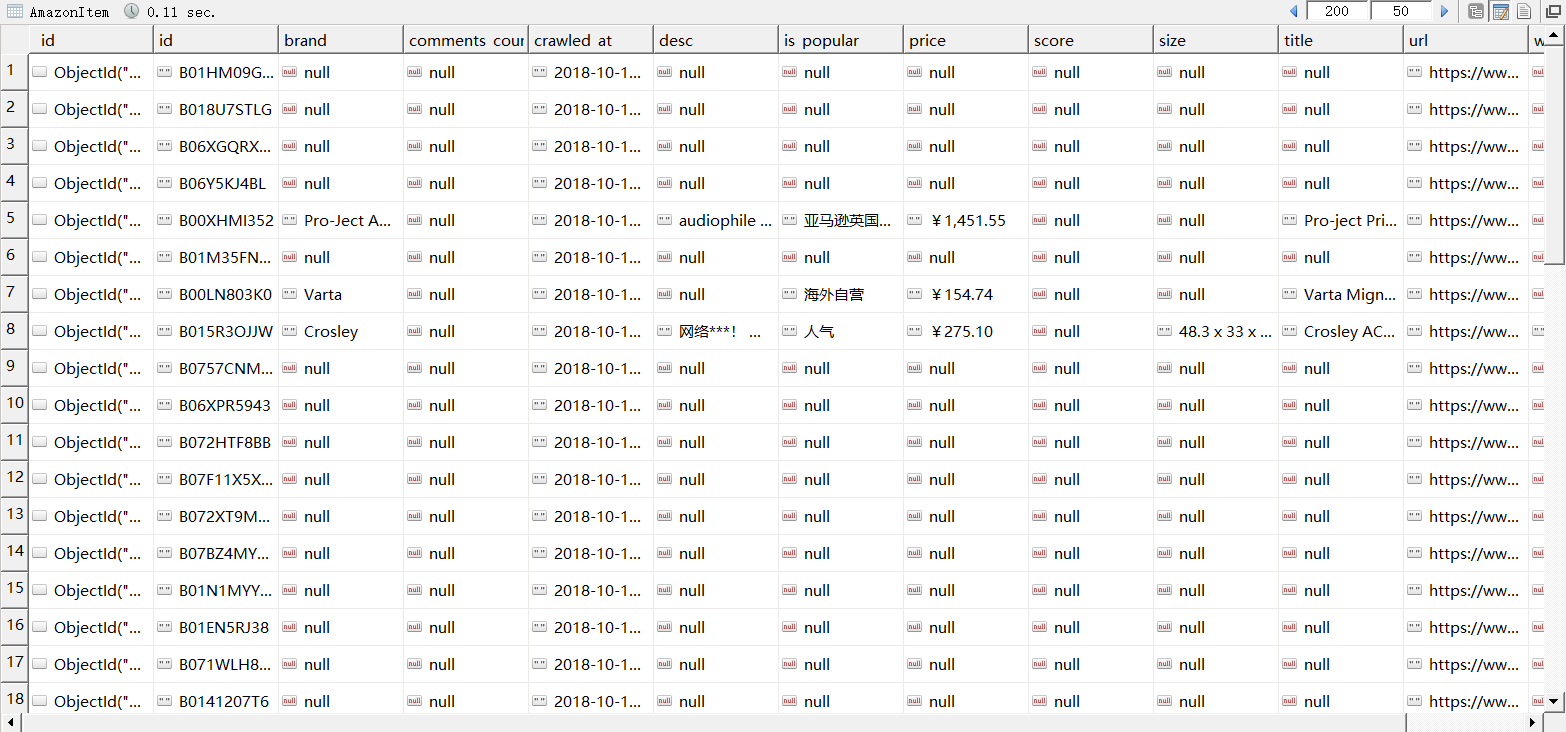 AmazonItem 0.11 sec. 200 50
id id brand comments coun crawled at desc is popular price score size title url w
1 ObjectId("... "" B01HM09G... null null "" 2018-10-1... null null null null null null "" https://ww...
2 ObjectId("... "" B018U7STLG null null "" 2018-10-1... null null null null null null "" https://ww...
3 ObjectId("... "" B06XGQRX... null null "" 2018-10-1... null null null null null null "" https://ww...
4 ObjectId("... "" B06Y5KJ4BL null null "" 2018-10-1... null null null null null null "" https://ww...
5 ObjectId("... "" B00XHMI352 "" Pro-Ject A... null "" 2018-10-1... "" audiophile ... "" 亚马逊英国... "" ￥1,451.55 null null "" Pro-ject Pri... "" https://ww...
6 ObjectId("... "" B01M35FN... null null "" 2018-10-1... null null null null null null "" https://ww...
7 ObjectId("... "" B00LN803K0 "" Varta null "" 2018-10-1... null "" 海外自营 "" ￥154.74 null null "" Varta Mign... "" https://ww...
8 ObjectId("... "" B015R3OJJW "" Crosley null "" 2018-10-1... "" 网络***! ... "" 人气 "" ￥275.10 null "" 48.3 x 33 x ... "" Crosley AC... "" https://ww...
9 ObjectId("... "" B0757CNM... null null "" 2018-10-1... null null null null null null "" https://ww...
10 ObjectId("... "" B06XPR5943 null null "" 2018-10-1... null null null null null null "" https://ww...
11 ObjectId("... "" B072HTF8BB null null "" 2018-10-1... null null null null null null "" https://ww...
12 ObjectId("... "" B07F11X5X... null null "" 2018-10-1... null null null null null null "" https://ww...
13 ObjectId("... "" B072XT9M... null null "" 2018-10-1... null null null null null null "" https://ww...
14 ObjectId("... "" B07BZ4MY... null null "" 2018-10-1... null null null null null null "" https://ww...
15 ObjectId("... "" B01N1MYY... null null "" 2018-10-1... null null null null null null "" https://ww...
16 ObjectId("... "" B01EN5RJ38 null null "" 2018-10-1... null null null null null null "" https://ww...
17 ObjectId("... "" B071WLH8... null null "" 2018-10-1... null null null null null null "" https://ww...
18 ObjectId("... "" B0141207T6 null null "" 2018-10-1... null null null null null null "" https://ww...